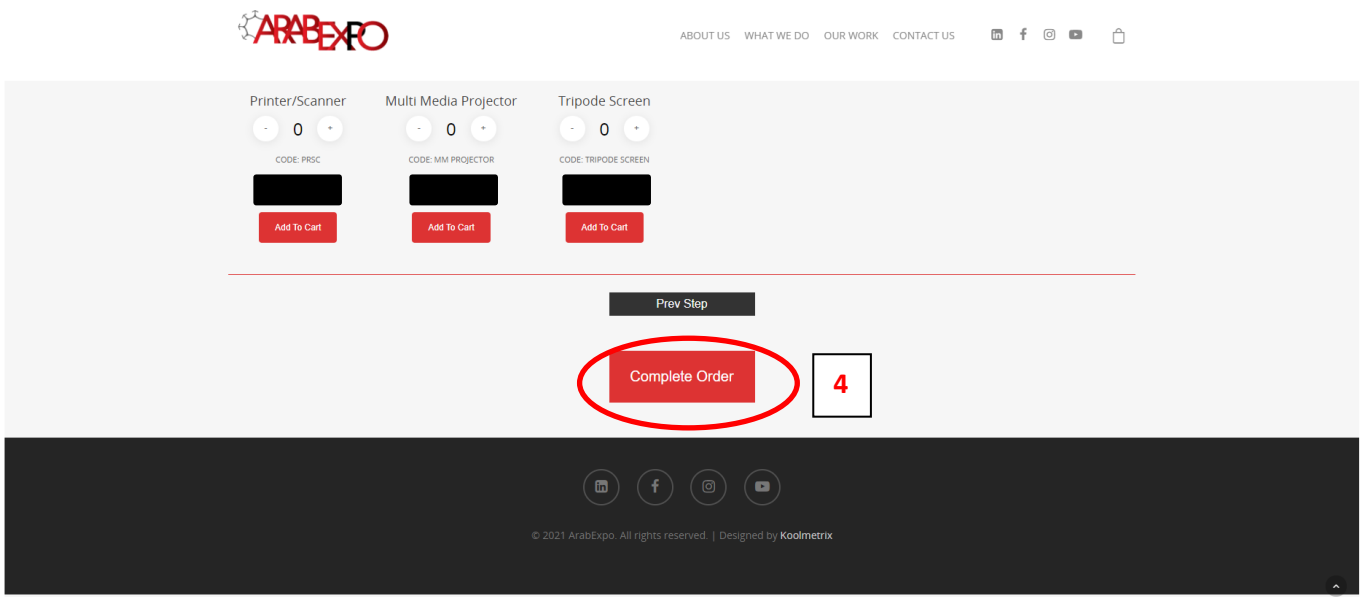 ARABEXPO
ABOUT US WHAT WE DO OUR WORK CONTACT US
Printer/Scanner Multi Media Projector Tripode Screen
- 0 + - 0 + - 0 +
CODE: PRSC CODE: MM PROJECTOR CODE: TRIPODE SCREEN
Add To Cart Add To Cart Add To Cart
Prev Step
Complete Order 4
© 2021 ArabExpo. All rights reserved. | Designed by Koolmetrix